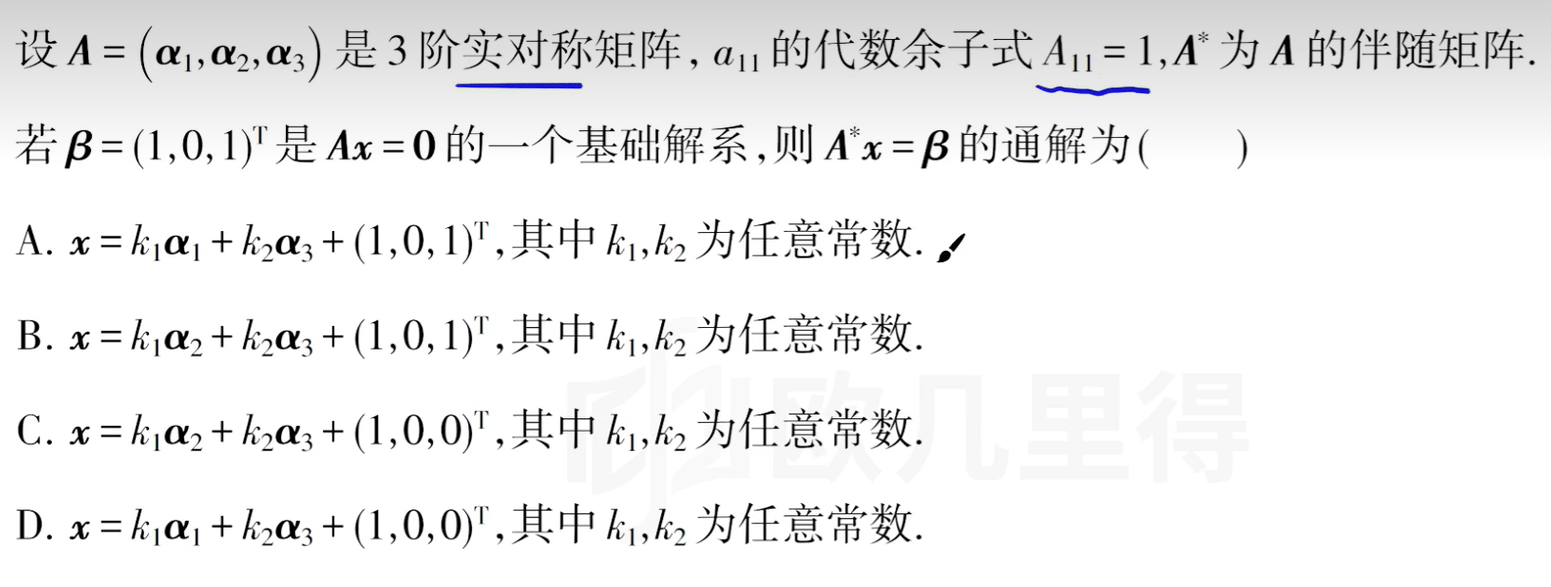 设 A = (α₁,α₂,α₃) 是 3 阶实对称矩阵, a₁₁ 的代数余子式 A₁₁ = 1, A* 为 A 的伴随矩阵.
若 β = (1,0,1)ᵀ 是 Ax = 0 的一个基础解系,则 A*x = β 的通解为( )
A. x = k₁α₁ + k₂α₃ + (1,0,1)ᵀ,其中 k₁,k₂ 为任意常数.
B. x = k₁α₂ + k₂α₃ + (1,0,1)ᵀ,其中 k₁,k₂ 为任意常数.
C. x = k₁α₂ + k₂α₃ + (1,0,0)ᵀ,其中 k₁,k₂ 为任意常数.
D. x = k₁α₁ + k₂α₃ + (1,0,0)ᵀ,其中 k₁,k₂ 为任意常数.
欧几里得